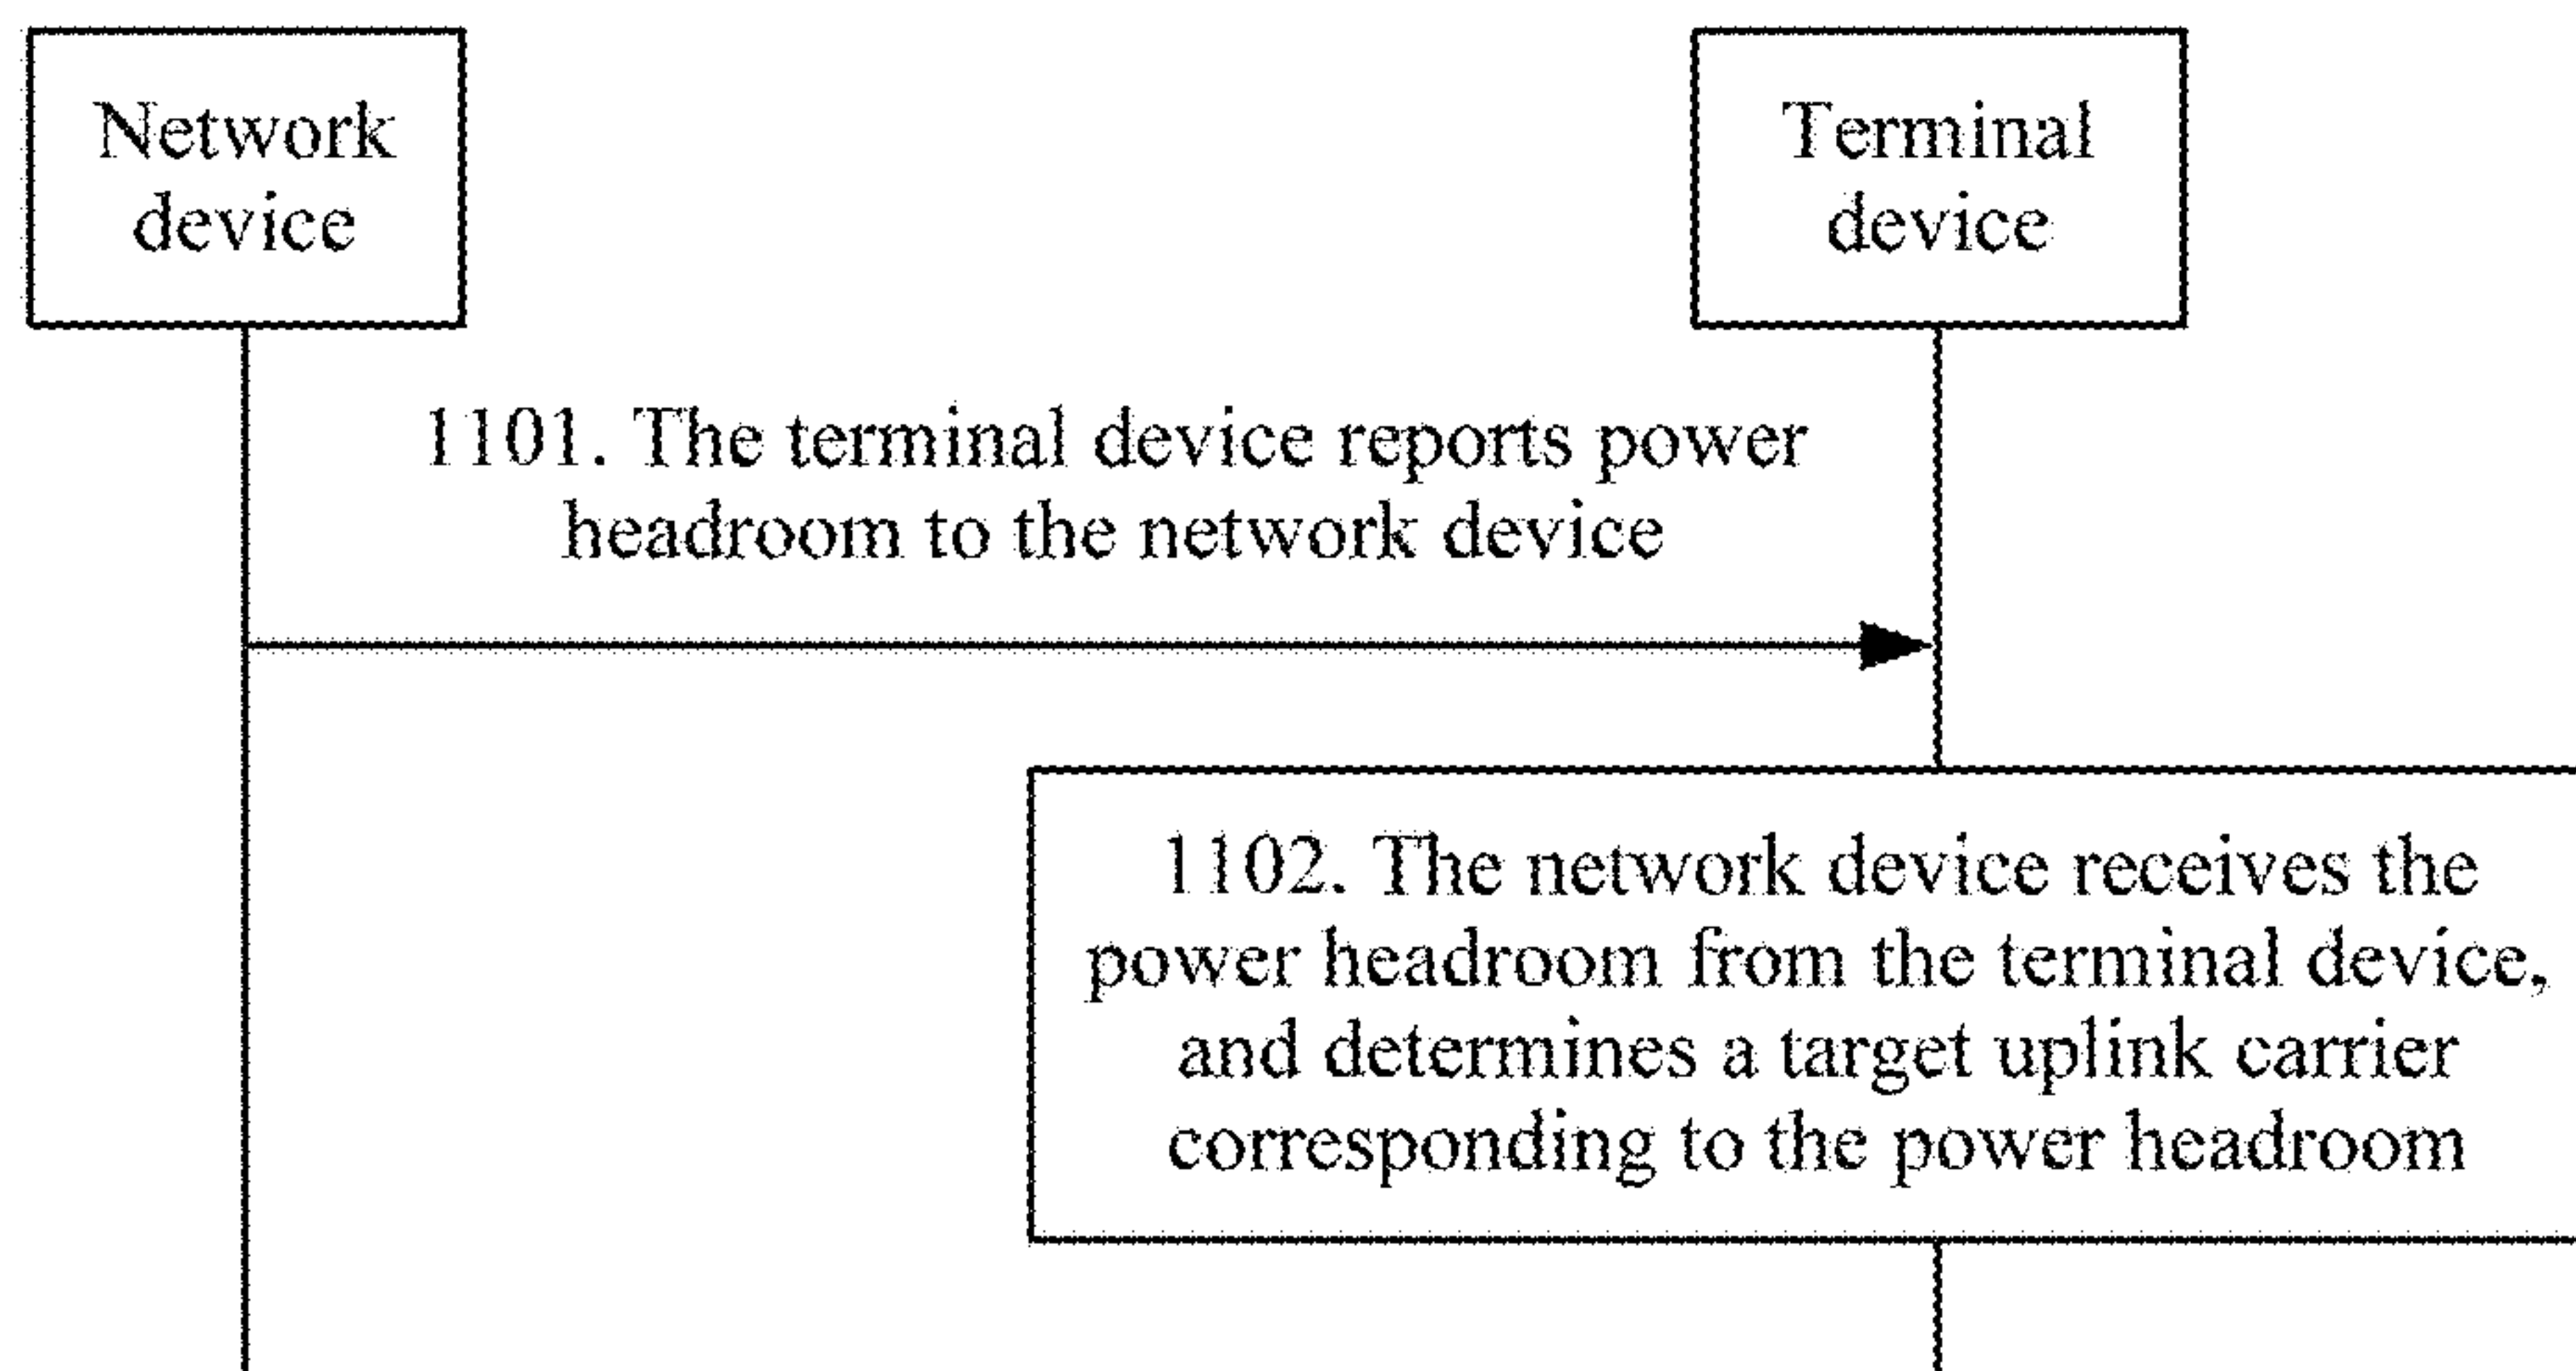 Network
device
Terminal
device
1101. The terminal device reports power
headroom to the network device
1102. The network device receives the
power headroom from the terminal device,
and determines a target uplink carrier
corresponding to the power headroom